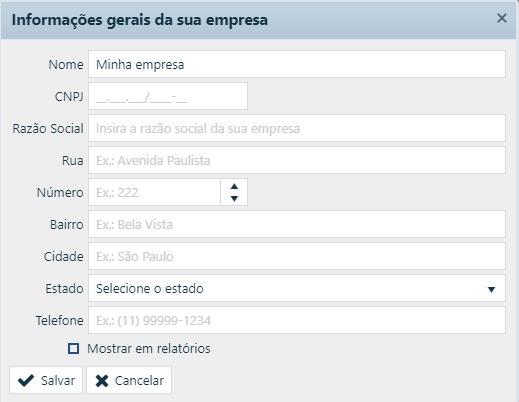 Informações gerais da sua empresa
Nome Minha empresa
CNPJ __.___.___/____-__
Razão Social Insira a razão social da sua empresa
Rua Ex.: Avenida Paulista
Número Ex.: 222
Bairro Ex.: Bela Vista
Cidade Ex.: São Paulo
Estado Selecione o estado
Telefone Ex.: (11) 99999-1234
Mostrar em relatórios
Salvar Cancelar